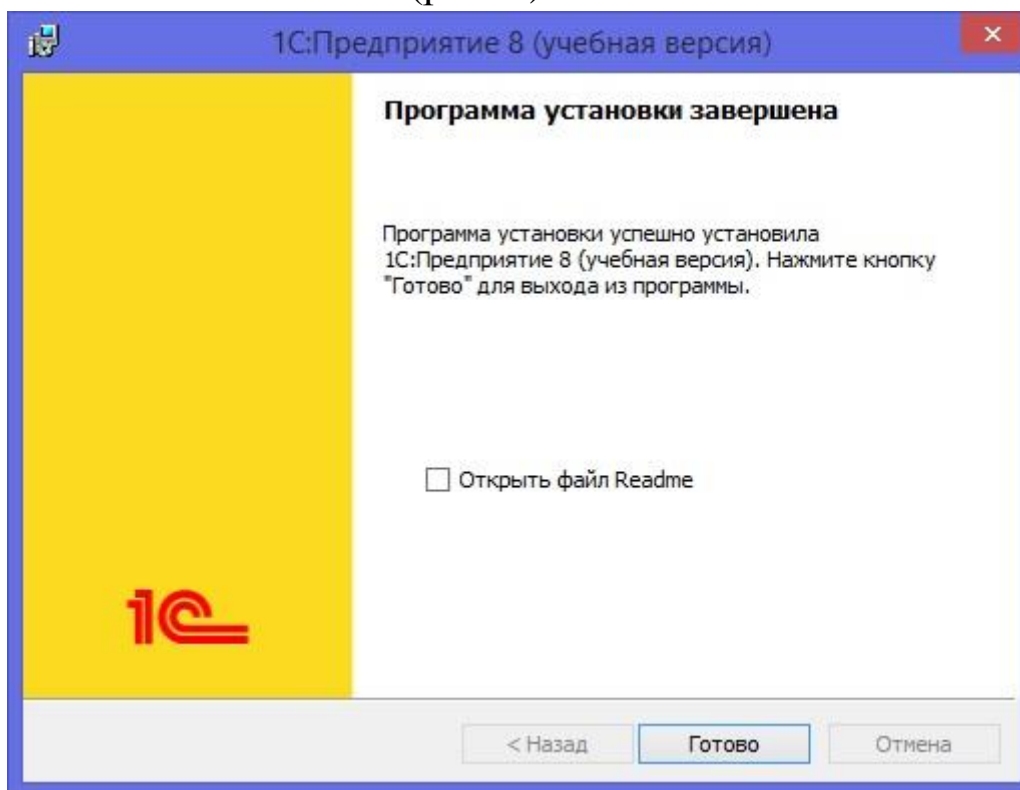 1С:Предприятие 8 (учебная версия)
Программа установки завершена
Программа установки успешно установила
1С:Предприятие 8 (учебная версия). Нажмите кнопку
"Готово" для выхода из программы.
Открыть файл Readme
1С
< Назад Готово Отмена